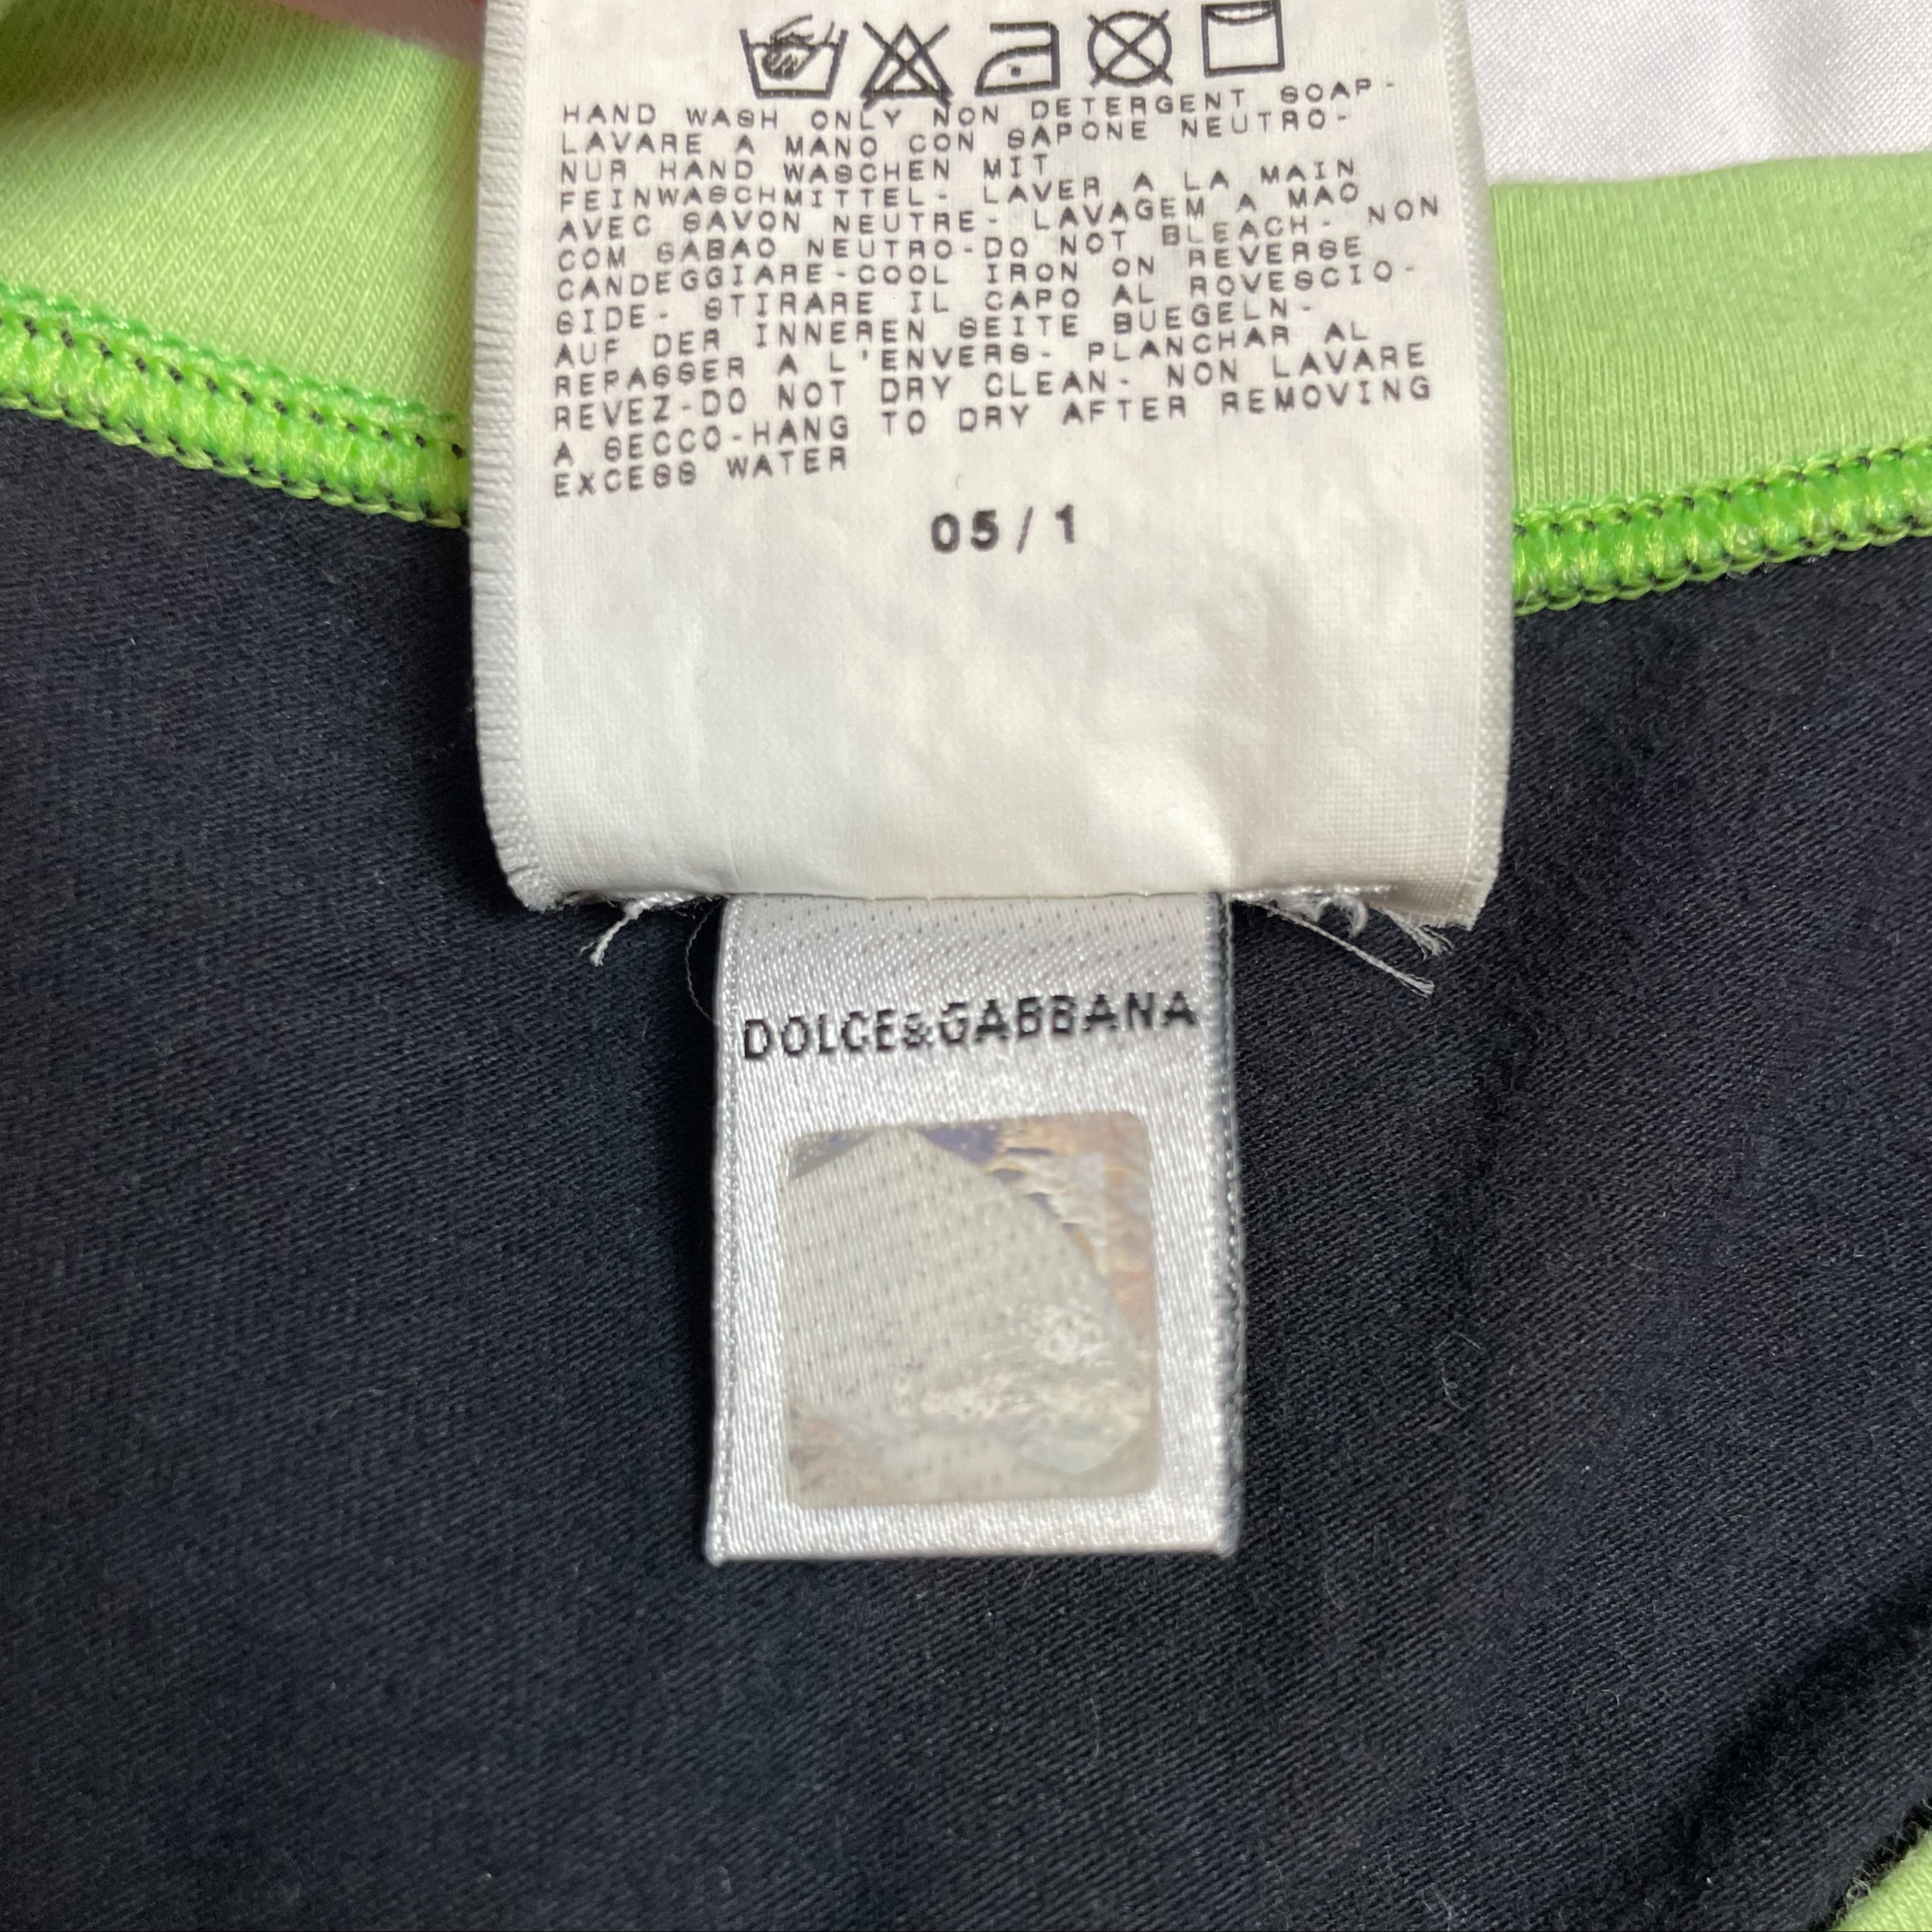 HAND WASH ONLY NON DETERGENT SOAP-
LAVARE A MANO CON SAPONE NEUTRO-
NUR HAND WASCHEN MIT
FEINWASCHMITTEL- LAVER A LA MAIN
AVEC SAVON NEUTRE- LAVAGEM A MAO
COM SABAO NEUTRO-DO NOT BLEACH- NON
CANDEGGIARE-COOL IRON ON REVERSE
SIDE- STIRARE IL CAPO AL ROVESCIO-
AUF DER INNEREN SEITE BUEGELN-
REPASSER A L'ENVERS- PLANCHAR AL
REVEZ-DO NOT DRY CLEAN- NON LAVARE
A SECCO-HANG TO DRY AFTER REMOVING
EXCESS WATER
05/1
DOLCE&GABBANA